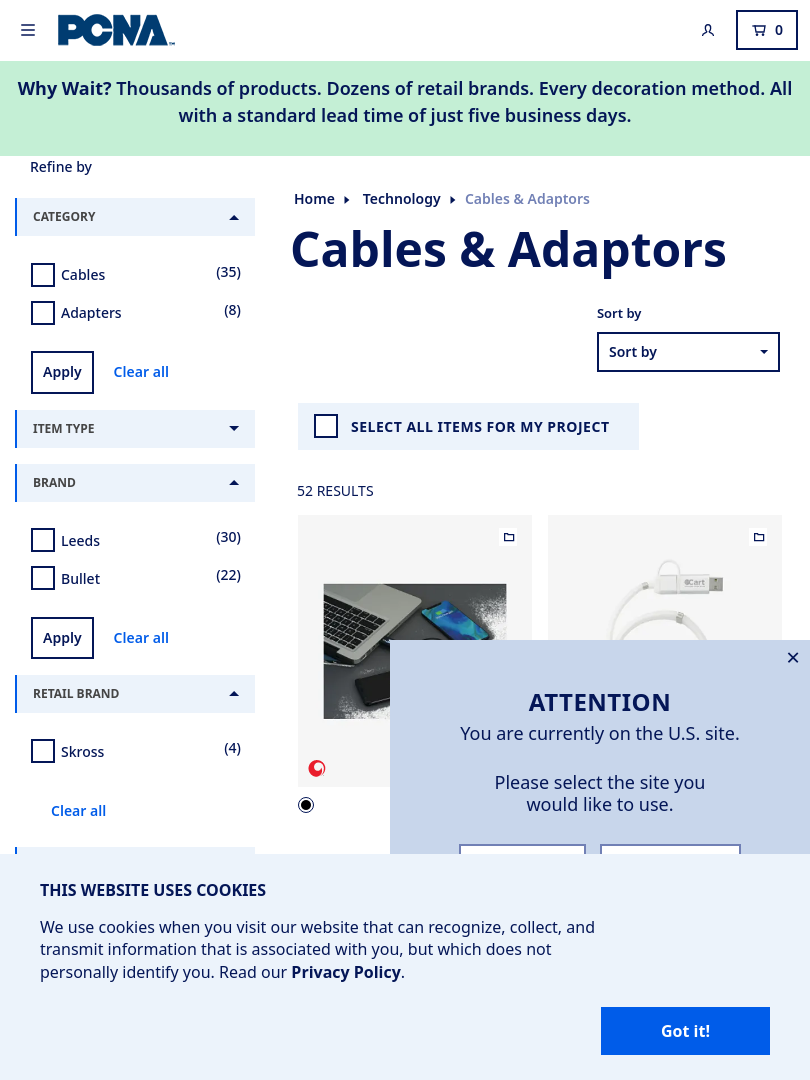 PCNA
0
Why Wait? Thousands of products. Dozens of retail brands. Every decoration method. All
with a standard lead time of just five business days.
Refine by
CATEGORY
Cables (35)
Adapters (8)
Apply Clear all
ITEM TYPE
BRAND
Leeds (30)
Bullet (22)
Apply Clear all
RETAIL BRAND
Skross (4)
Clear all
Home Technology Cables & Adaptors
Cables & Adaptors
Sort by
Sort by
SELECT ALL ITEMS FOR MY PROJECT
52 RESULTS
Cart
ATTENTION
You are currently on the U.S. site.
Please select the site you
would like to use.
THIS WEBSITE USES COOKIES
We use cookies when you visit our website that can recognize, collect, and
transmit information that is associated with you, but which does not
personally identify you. Read our Privacy Policy.
Got it!